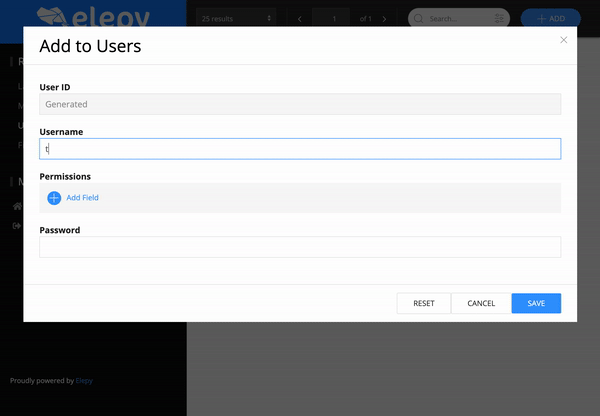 elepy
25 results
1
of 1
Search...
ADD
Add to Users
User ID
Generated
Username
t
Permissions
Add Field
Password
RESET
CANCEL
SAVE
Proudly powered by Elepy